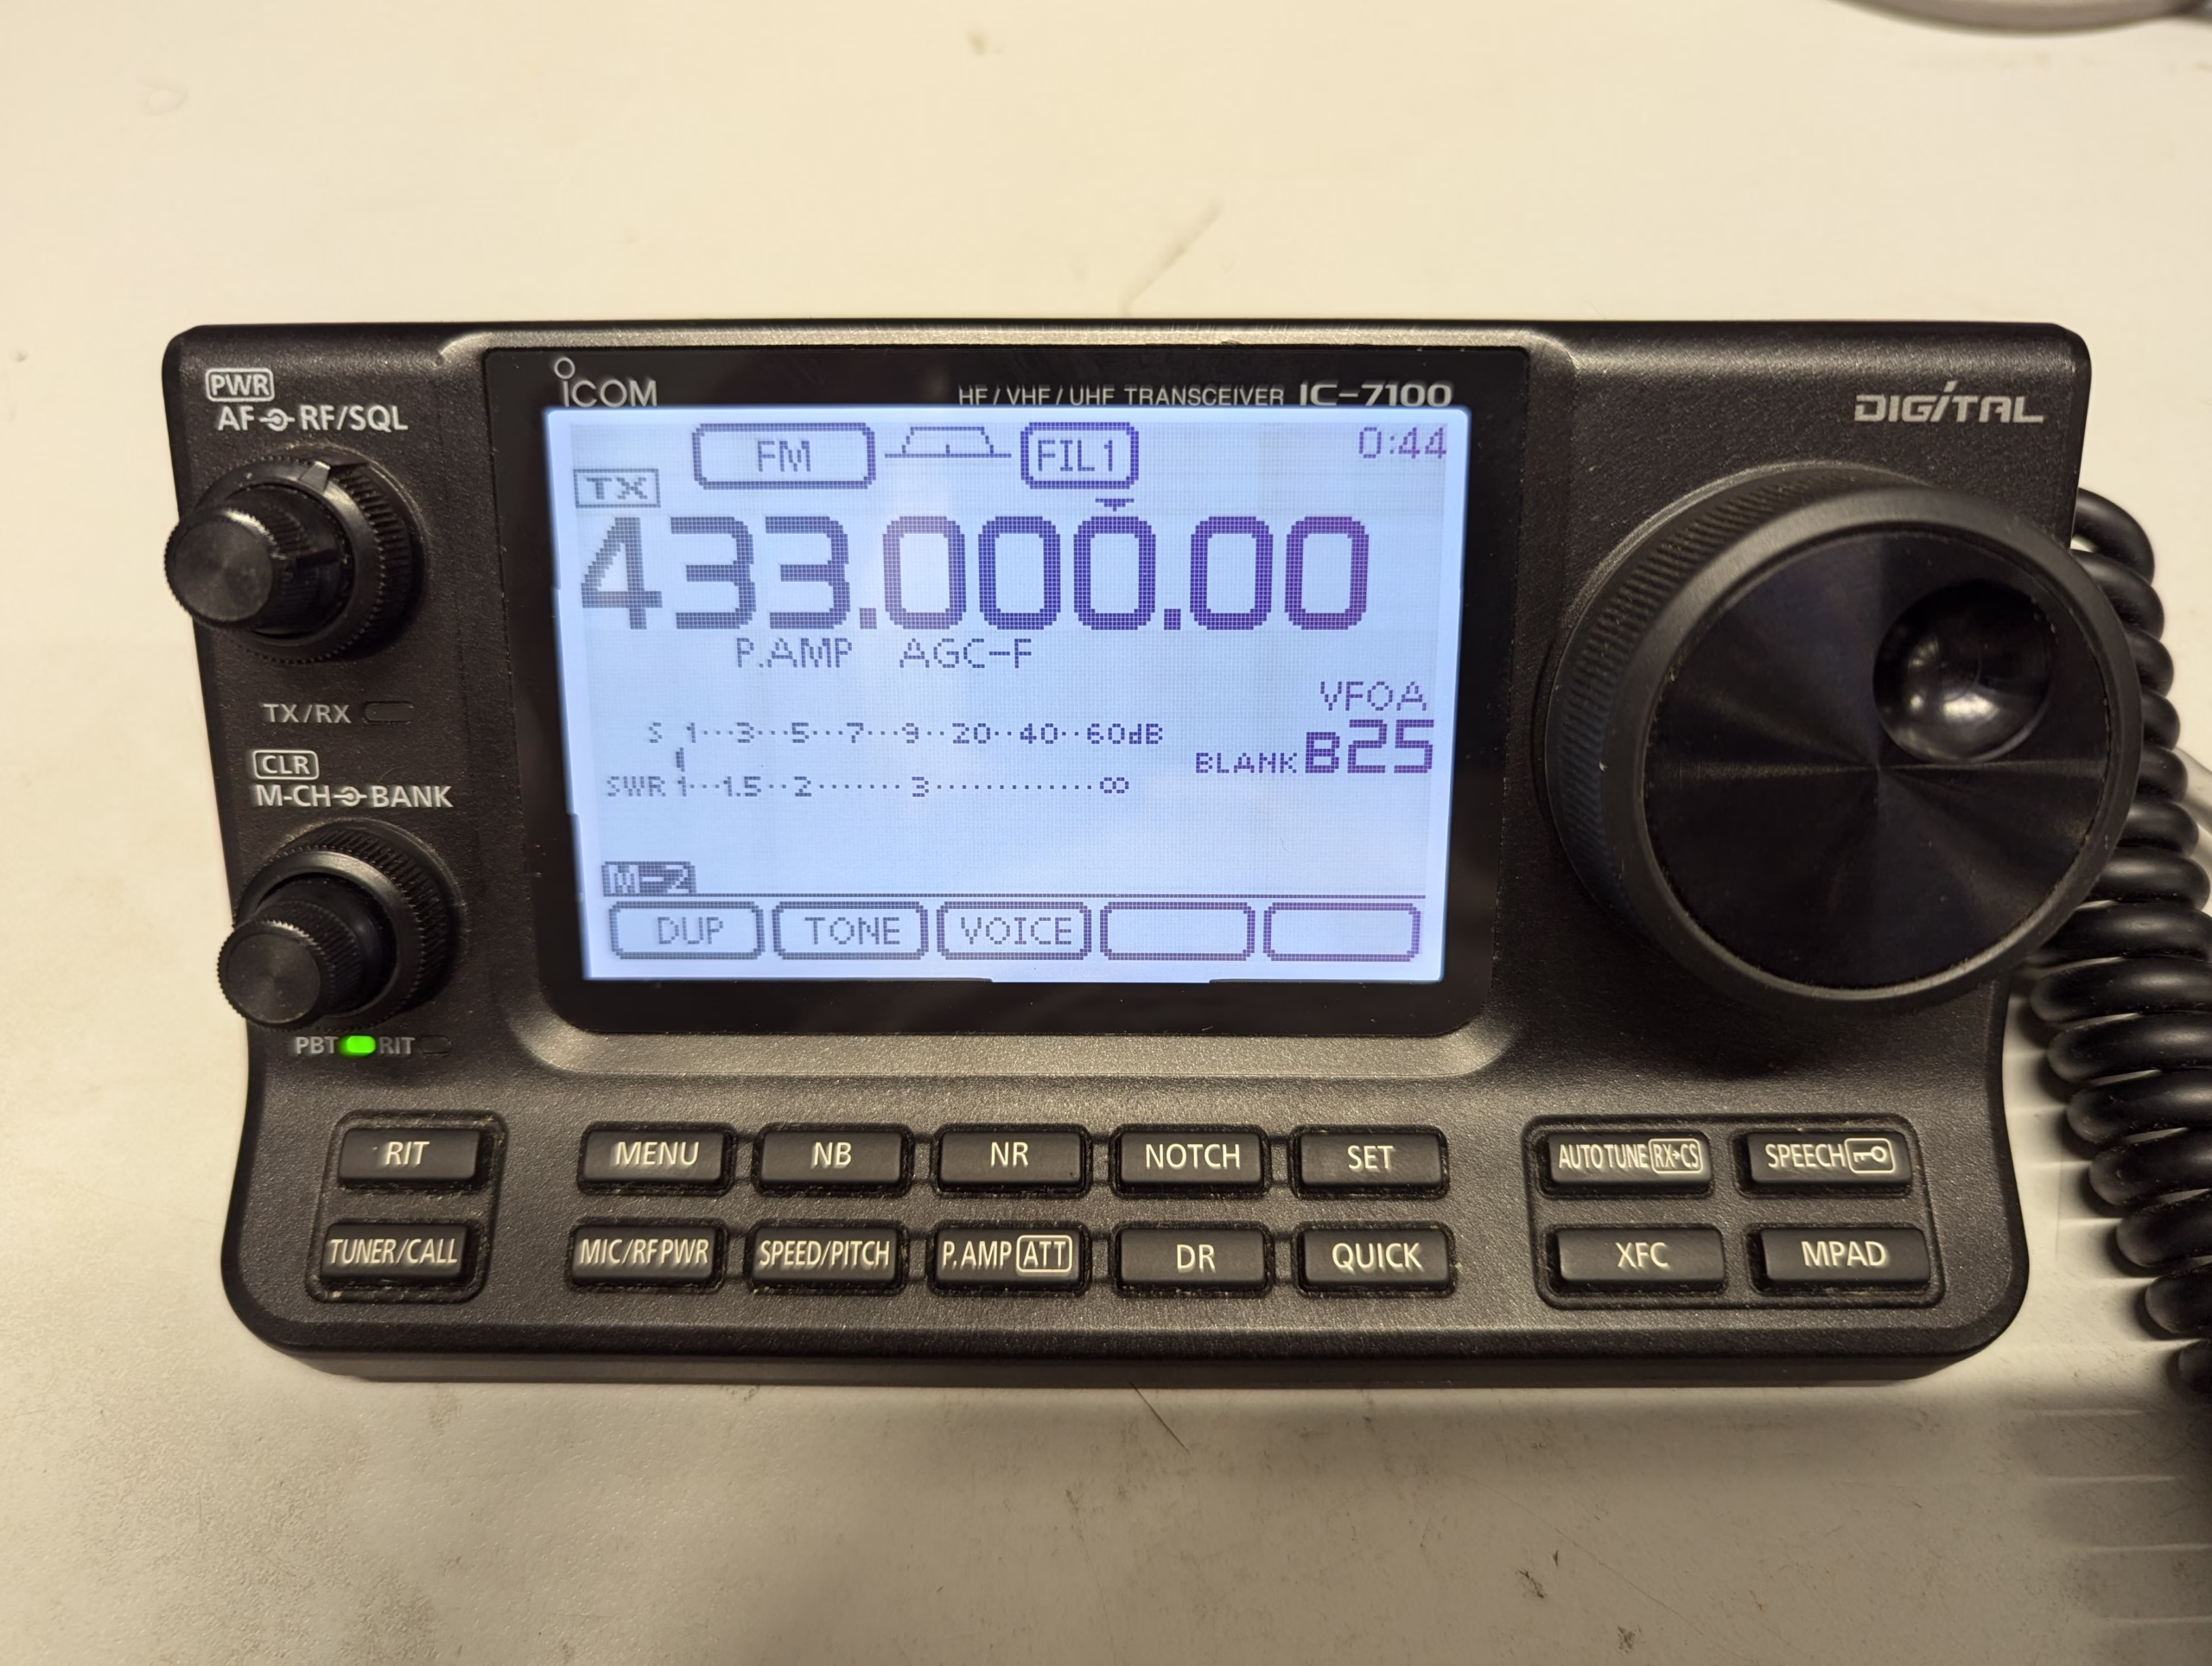 PWR
AF RF/SQL
TX/RX
CLR
M-CH BANK
PBT RIT
ICOM
HF/VHF/UHF TRANSCEIVER IC-7100
DIGITAL
FM FIL1 0:44
TX
433.000.00
P.AMP AGC-F
VFOA
S 1···3···5···7···9··20··40··60dB
BLANK B25
SWR 1···1.5··2·······3············∞
M-2
DUP TONE VOICE
RIT MENU NB NR NOTCH SET AUTOTUNE RX→CS SPEECH
TUNER/CALL MIC/RF PWR SPEED/PITCH P.AMP ATT DR QUICK XFC MPAD